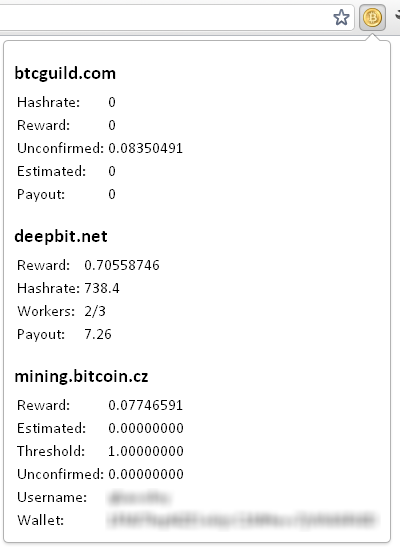 btcguild.com
Hashrate: 0
Reward: 0
Unconfirmed: 0.08350491
Estimated: 0
Payout: 0
deepbit.net
Reward: 0.70558746
Hashrate: 738.4
Workers: 2/3
Payout: 7.26
mining.bitcoin.cz
Reward: 0.07746591
Estimated: 0.00000000
Threshold: 1.00000000
Unconfirmed: 0.00000000
Username:
Wallet: